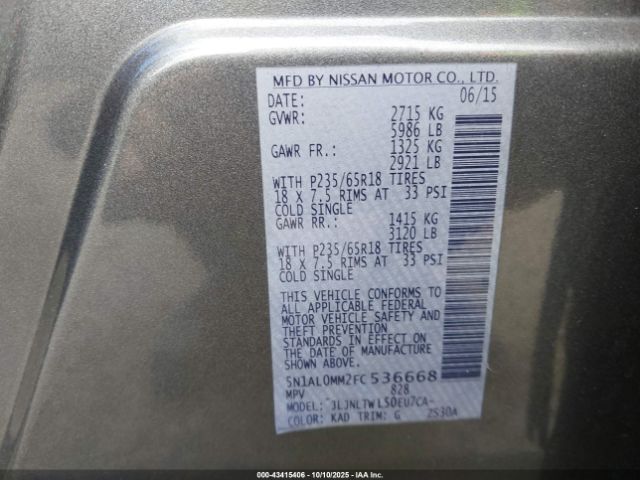 MFD BY NISSAN MOTOR CO., LTD.
DATE: 06/15
GVWR: 2715 KG
5986 LB
GAWR FR.: 1325 KG
2921 LB
WITH P235/65R18 TIRES
18 X 7.5 RIMS AT 33 PSI
COLD SINGLE
GAWR RR.: 1415 KG
3120 LB
WITH P235/65R18 TIRES
18 X 7.5 RIMS AT 33 PSI
COLD SINGLE
THIS VEHICLE CONFORMS TO
ALL APPLICABLE FEDERAL
MOTOR VEHICLE SAFETY AND
THEFT PREVENTION
STANDARDS IN EFFECT ON
THE DATE OF MANUFACTURE
SHOWN ABOVE.
5N1AL0MM2FC536668
MPV 828
MODEL: JLJNLTWL50EU7CA-
COLOR: KAD TRIM: G ZS30A
000-43415406 - 10/10/2025 - IAAI.com